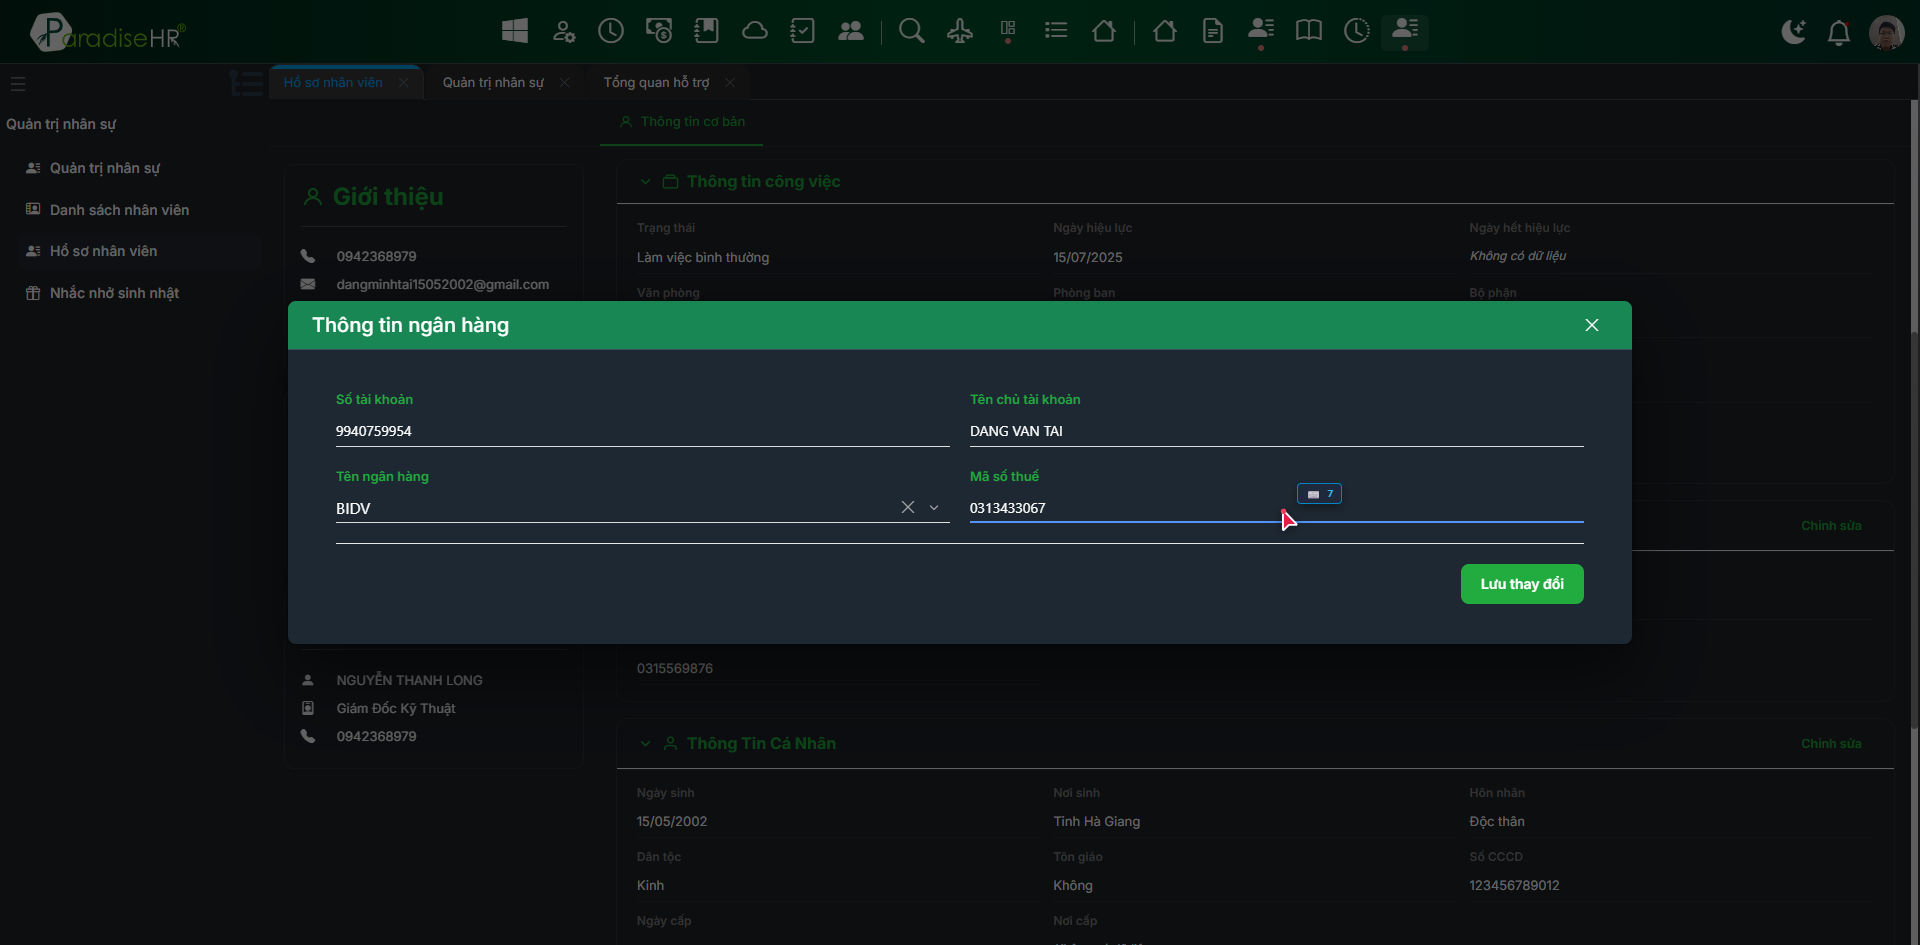 ParadiseHR®
Hồ sơ nhân viên
Quản trị nhân sự
Tổng quan hỗ trợ
Quản trị nhân sự
Thông tin cơ bản
Quản trị nhân sự
Danh sách nhân viên
Hồ sơ nhân viên
Nhắc nhở sinh nhật
Giới thiệu
0942368979
dangminhtai15052002@gmail.com
Thông tin công việc
Trạng thái
Ngày hiệu lực
Ngày hết hiệu lực
Làm việc bình thường
15/07/2025
Không có dữ liệu
Văn phòng
Phòng ban
Bộ phận
Thông tin ngân hàng
Số tài khoản
Tên chủ tài khoản
9940759954
DANG VAN TAI
Tên ngân hàng
Mã số thuế
BIDV
0313433067
7
Chỉnh sửa
Lưu thay đổi
0315569876
NGUYỄN THANH LONG
Giám Đốc Kỹ Thuật
0942368979
Thông Tin Cá Nhân
Chỉnh sửa
Ngày sinh
Nơi sinh
Hôn nhân
15/05/2002
Tỉnh Hà Giang
Độc thân
Dân tộc
Tôn giáo
Số CCCD
Kinh
Không
123456789012
Ngày cấp
Nơi cấp